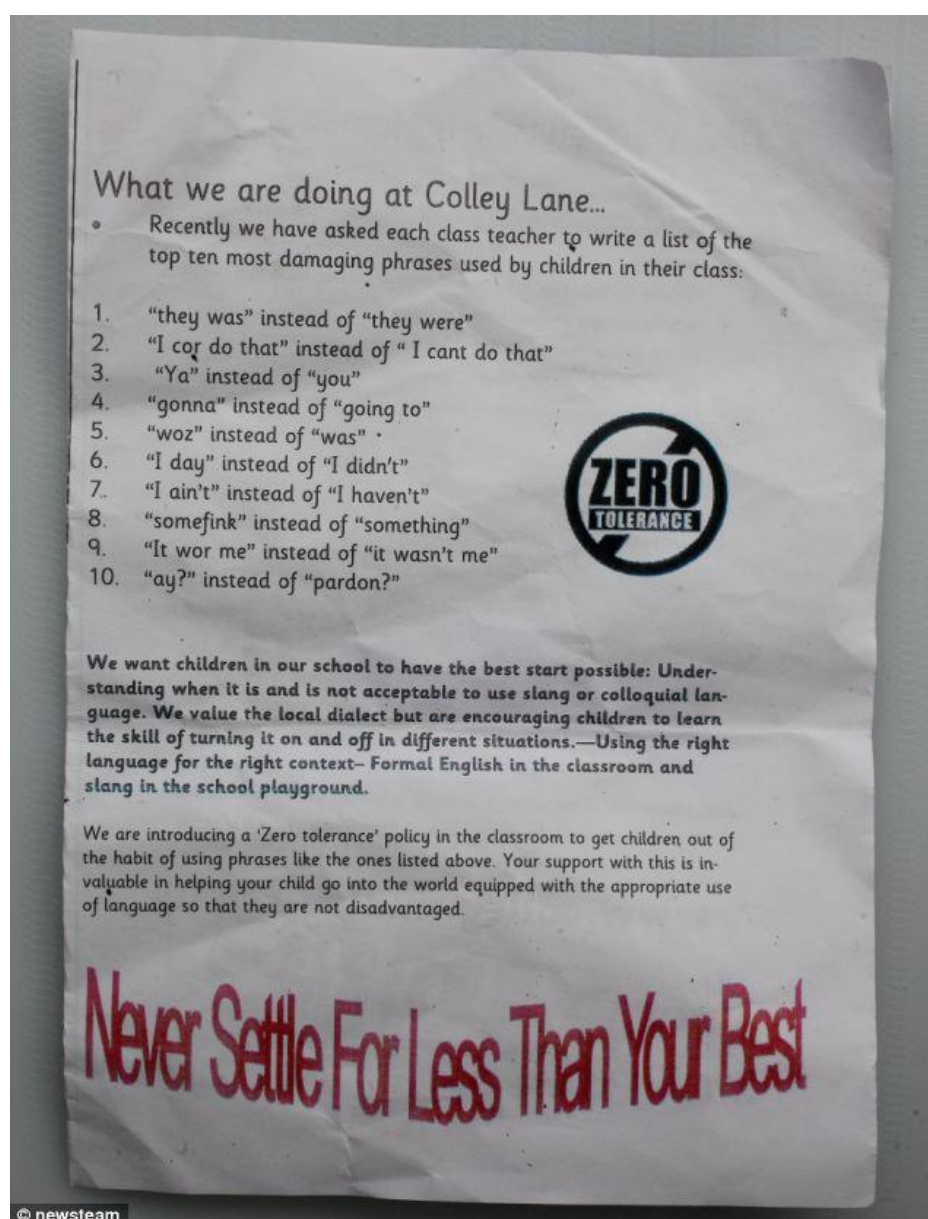 What we are doing at Colley Lane...
• Recently we have asked each class teacher to write a list of the
top ten most damaging phrases used by children in their class:
1. “they was” instead of “they were”
2. “I cor do that” instead of “ I cant do that”
3. “Ya” instead of “you”
4. “gonna” instead of “going to”
5. “woz” instead of “was”
6. “I day” instead of “I didn’t”
7. “I ain’t” instead of “I haven’t”
8. “somefink” instead of “something”
9. “It wor me” instead of “it wasn’t me”
10. “ay?” instead of “pardon?”
ZERO
TOLERANCE
We want children in our school to have the best start possible: Under-
standing when it is and is not acceptable to use slang or colloquial lan-
guage. We value the local dialect but are encouraging children to learn
the skill of turning it on and off in different situations.—Using the right
language for the right context– Formal English in the classroom and
slang in the school playground.
We are introducing a ‘Zero tolerance’ policy in the classroom to get children out of
the habit of using phrases like the ones listed above. Your support with this is in-
valuable in helping your child go into the world equipped with the appropriate use
of language so that they are not disadvantaged.
Never Settle For Less Than Your Best
© newsteam